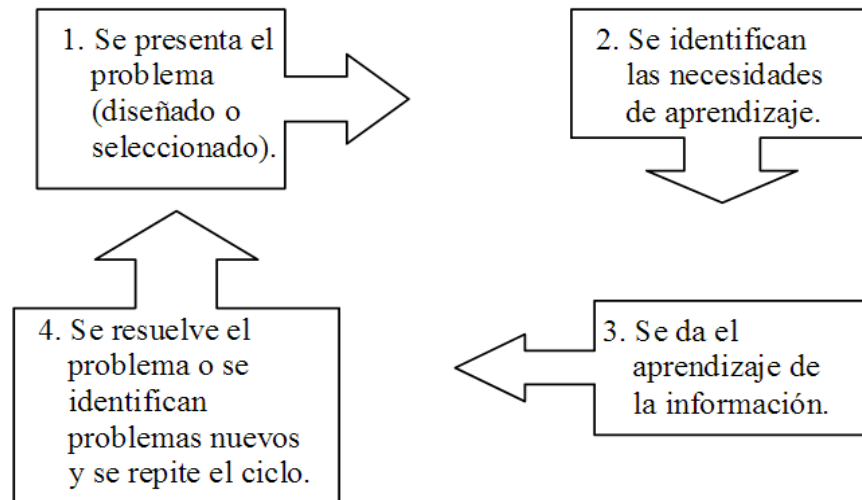 1. Se presenta el
problema
(diseñado o
seleccionado).
2. Se identifican
las necesidades
de aprendizaje.
3. Se da el
aprendizaje de
la información.
4. Se resuelve el
problema o se
identifican
problemas nuevos
y se repite el ciclo.